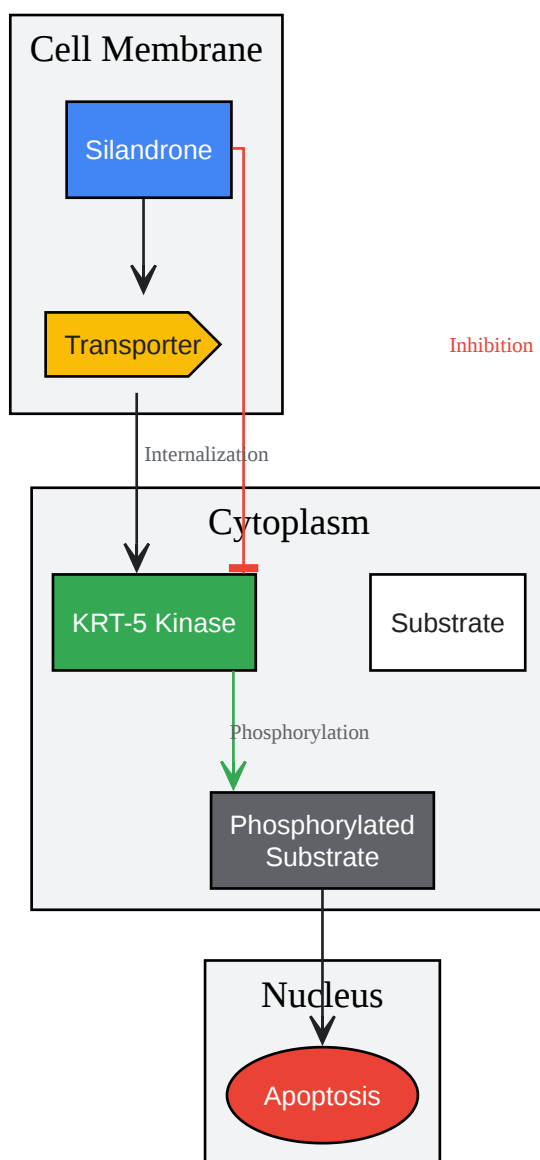 Cell Membrane
Silandrone
Transporter
Inhibition
Internalization
Cytoplasm
KRT-5 Kinase
Substrate
Phosphorylation
Phosphorylated
Substrate
Nucleus
Apoptosis